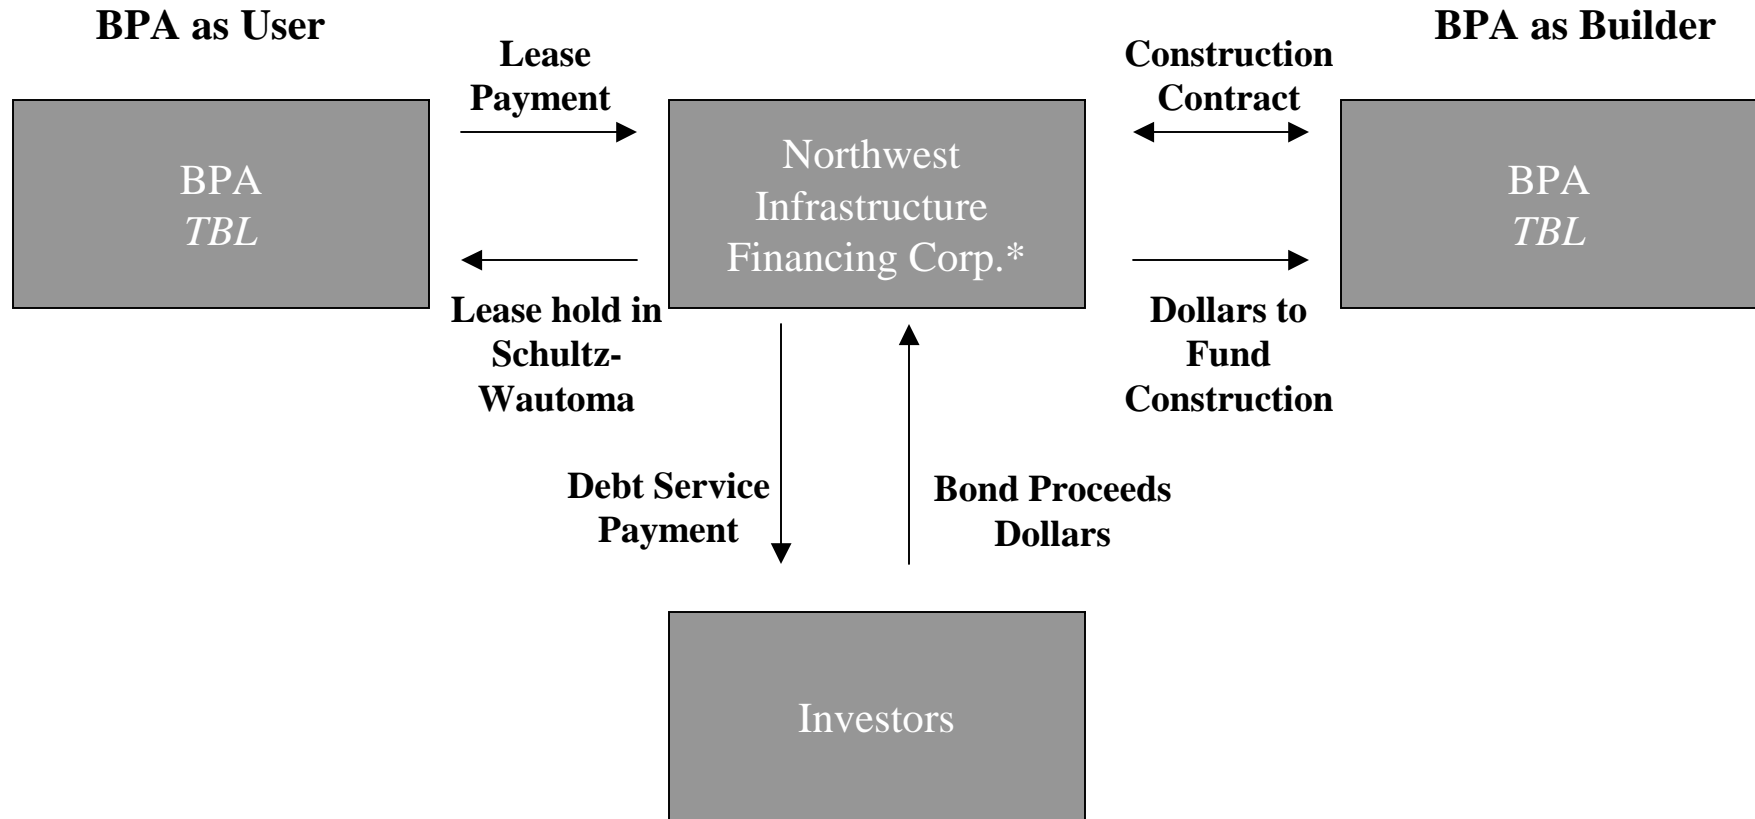 BPA as User
BPA as Builder
Lease
Payment
Construction
Contract
BPA
TBL
Northwest
Infrastructure
Financing Corp.*
BPA
TBL
Lease hold in
Schultz-
Wautoma
Dollars to
Fund
Construction
Debt Service
Payment
Bond Proceeds
Dollars
Investors